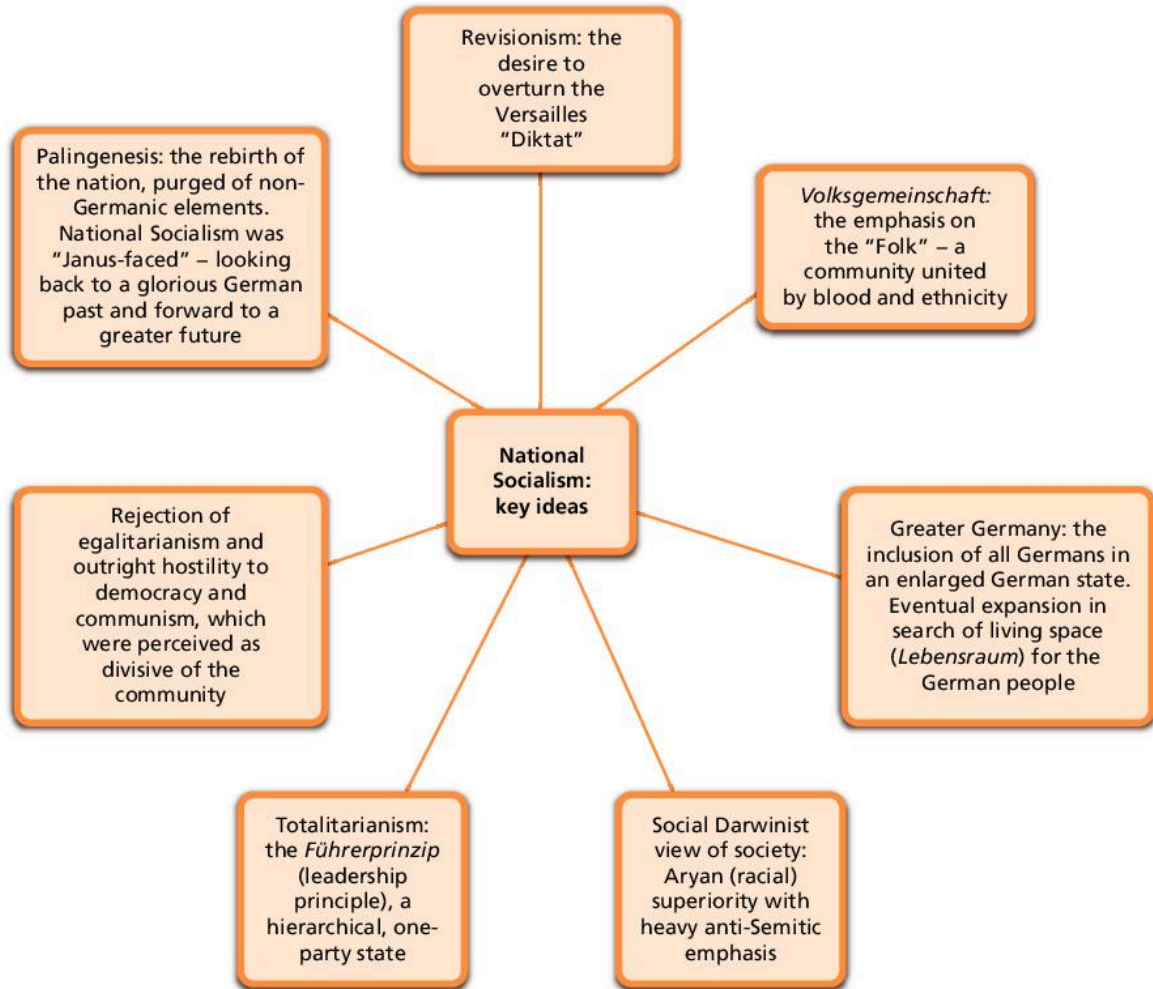 Revisionism: the
desire to
overturn the
Versailles
“Diktat”
Palingenesis: the rebirth of
the nation, purged of non-
Germanic elements.
National Socialism was
“Janus-faced” – looking
back to a glorious German
past and forward to a
greater future
Volksgemeinschaft:
the emphasis on
the “Folk” – a
community united
by blood and ethnicity
National
Socialism:
key ideas
Rejection of
egalitarianism and
outright hostility to
democracy and
communism, which
were perceived as
divisive of the
community
Greater Germany: the
inclusion of all Germans in
an enlarged German state.
Eventual expansion in
search of living space
(Lebensraum) for the
German people
Totalitarianism:
the Führerprinzip
(leadership
principle), a
hierarchical, one-
party state
Social Darwinist
view of society:
Aryan (racial)
superiority with
heavy anti-Semitic
emphasis